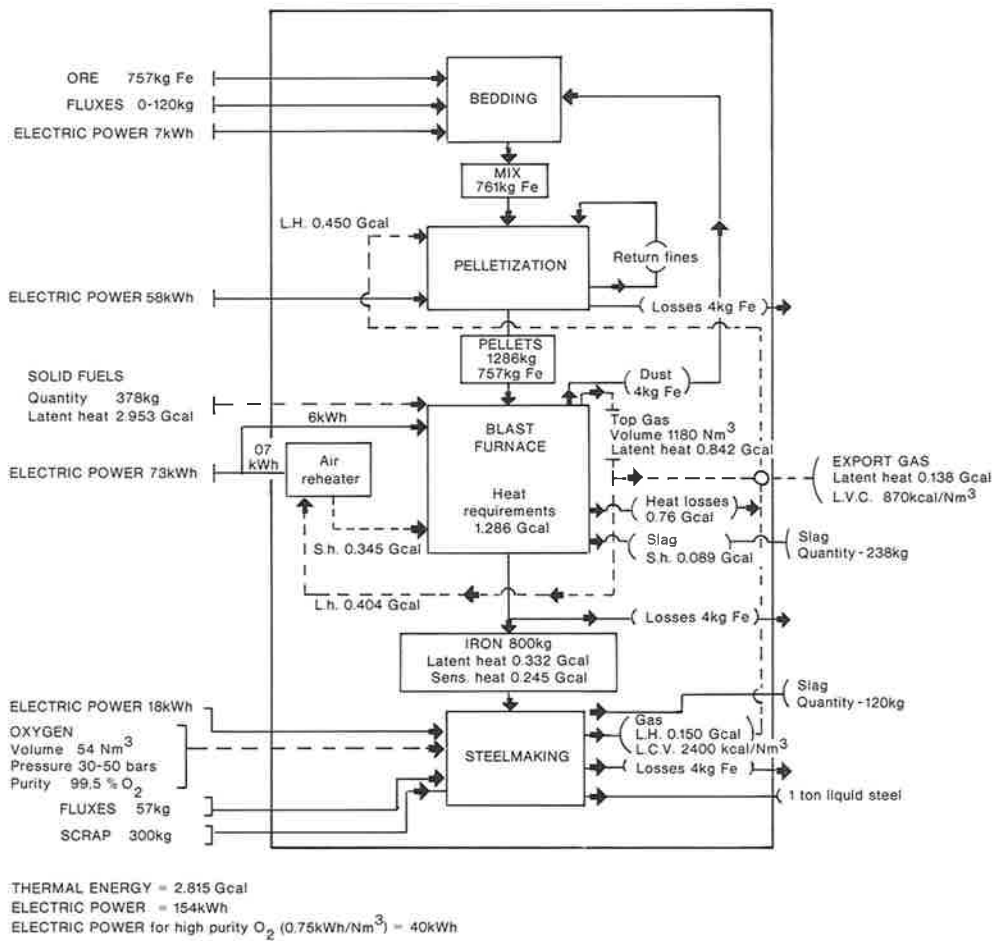 ORE 757kg Fe
FLUXES 0-120kg
ELECTRIC POWER 7kWh
BEDDING
MIX
761kg Fe
L.H. 0.450 Gcal
PELLETIZATION
Return fines
ELECTRIC POWER 58kWh
Losses 4kg Fe
PELLETS
1286kg
757kg Fe
SOLID FUELS
Quantity 378kg
Latent heat 2.953 Gcal
Dust
4kg Fe
6kWh
BLAST
FURNACE
Top Gas
Volume 1180 Nm³
Latent heat 0.842 Gcal
07
kWh
ELECTRIC POWER 73kWh
Air
reheater
EXPORT GAS
Latent heat 0.138 Gcal
L.V.C. 870kcal/Nm³
Heat
requirements
1.286 Gcal
Heat losses
0.76 Gcal
S.h. 0.345 Gcal
Slag
S.h. 0.089 Gcal
Slag
Quantity-238kg
L.h. 0.404 Gcal
Losses 4kg Fe
IRON 800kg
Latent heat 0.332 Gcal
Sens. heat 0.245 Gcal
Slag
Quantity-120kg
ELECTRIC POWER 18kWh
OXYGEN
Volume 54 Nm³
Pressure 30-50 bars
Purity 99.5 % O₂
STEELMAKING
Gas
L.H. 0.150 Gcal
L.C.V. 2400 kcal/Nm³
Losses 4kg Fe
1 ton liquid steel
FLUXES 57kg
SCRAP 300kg
THERMAL ENERGY = 2.815 Gcal
ELECTRIC POWER = 154kWh
ELECTRIC POWER for high purity O₂ (0.75kWh/Nm³) = 40kWh